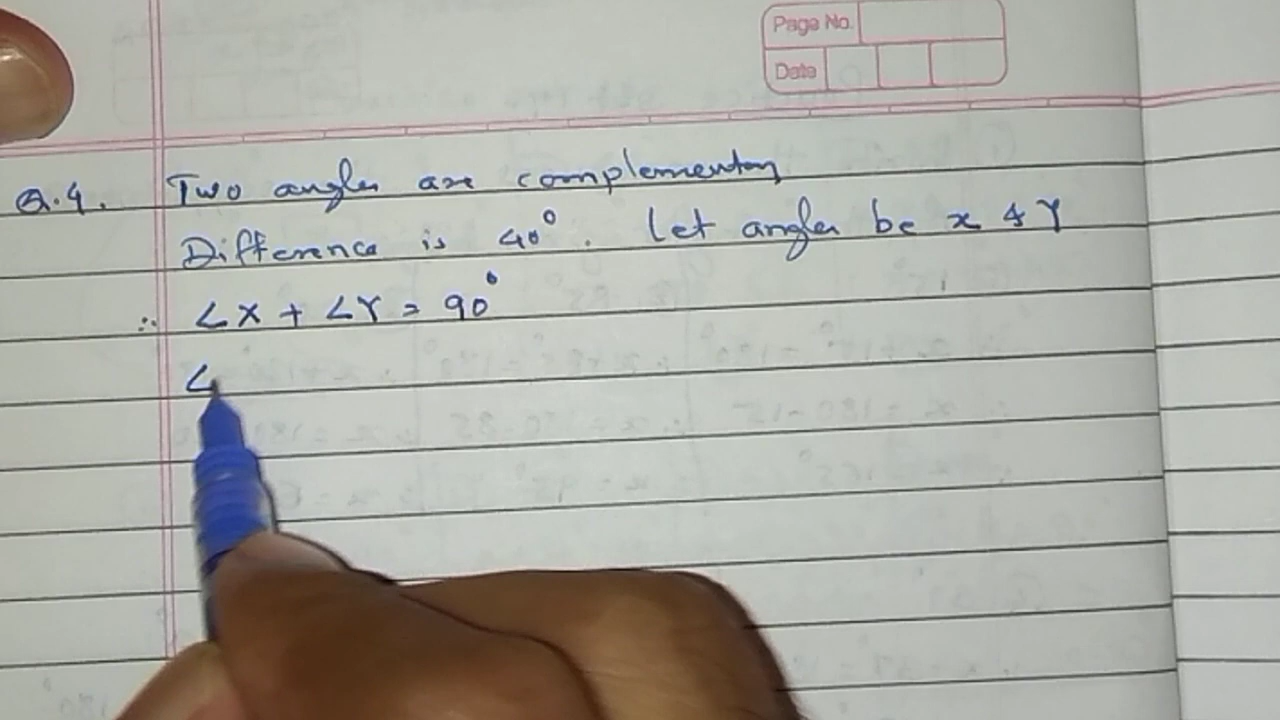 Page No.
Date
Q.4. Two angles are complementary
Difference is 40°. Let angles be x & Y
∴ ∠X + ∠Y = 90°
∠